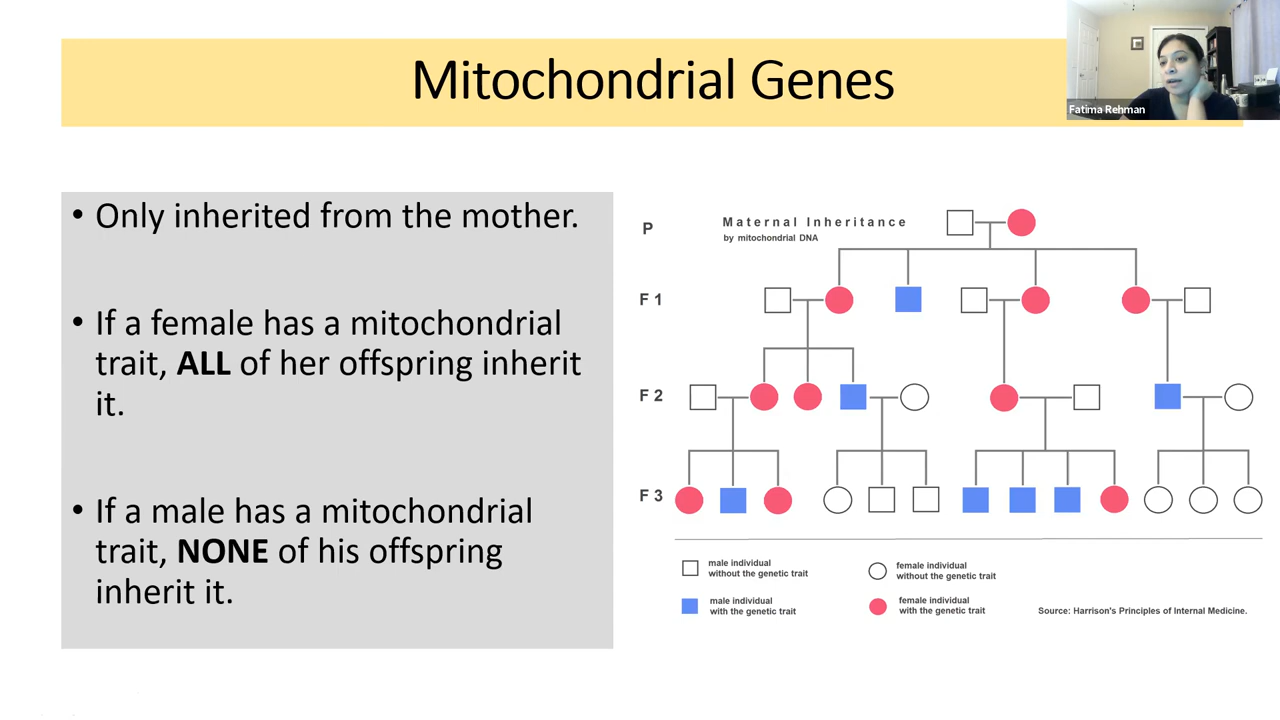 Mitochondrial Genes
Fatima Rehman
• Only inherited from the mother.
• If a female has a mitochondrial
trait, ALL of her offspring inherit
it.
• If a male has a mitochondrial
trait, NONE of his offspring
inherit it.
P
Maternal Inheritance
by mitochondrial DNA
F 1
F 2
F 3
male individual
without the genetic trait
female individual
without the genetic trait
male individual
with the genetic trait
female individual
with the genetic trait
Source: Harrison's Principles of Internal Medicine.